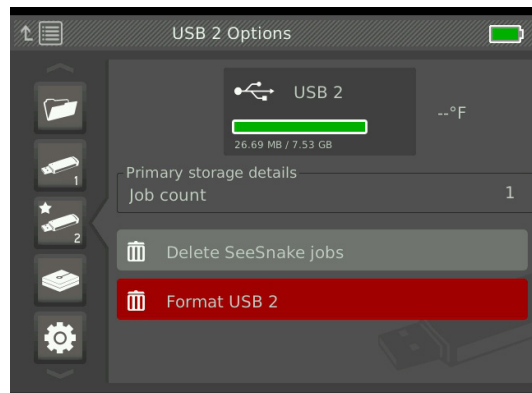 USB 2 Options
USB 2
--°F
26.69 MB / 7.53 GB
Primary storage details
Job count 1
1
2
Delete SeeSnake jobs
Format USB 2